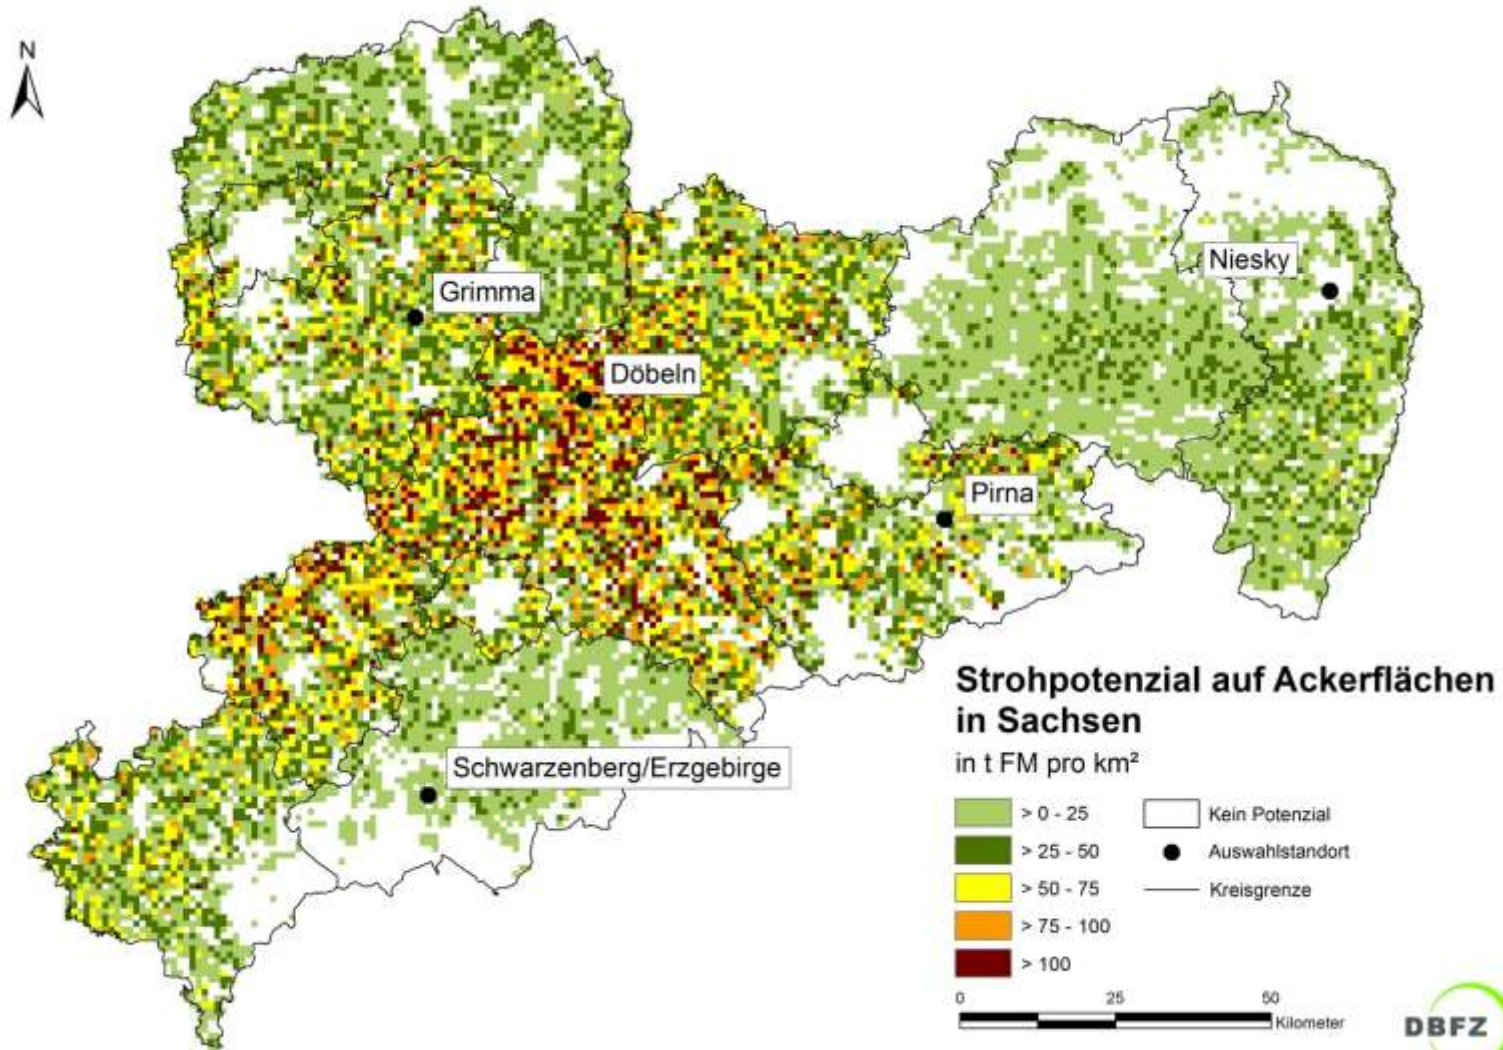 N
Niesky
Grimma
Döbeln
Pirna
Schwarzenberg/Erzgebirge
Strohpotenzial auf Ackerflächen
in Sachsen
in t FM pro km²
> 0 - 25
Kein Potenzial
> 25 - 50
Auswahlstandort
> 50 - 75
Kreisgrenze
> 75 - 100
> 100
0 25 50
Kilometer
DBFZ